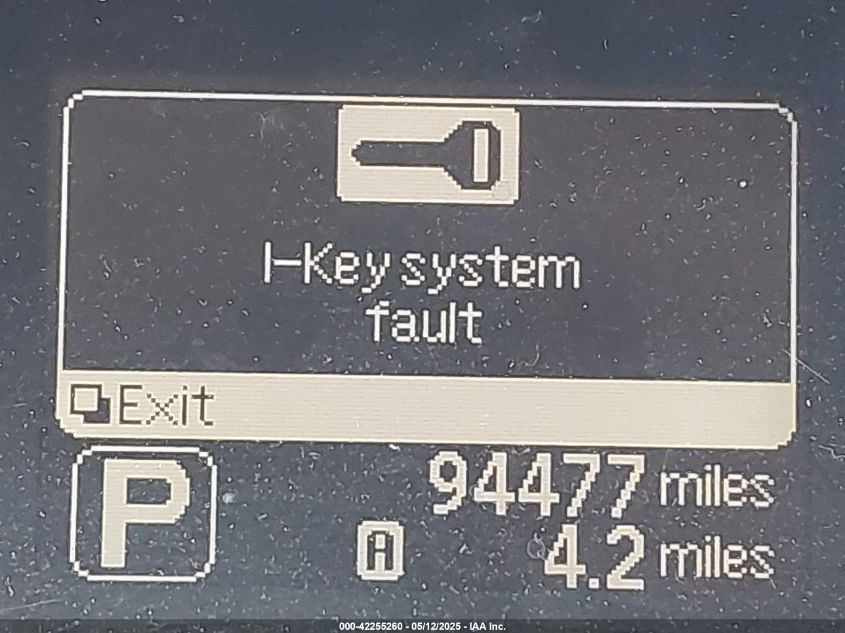 I-Key system
fault
Exit
P
94477 miles
A 4.2 miles
000-42255260 - 05/12/2025 - IAA Inc.